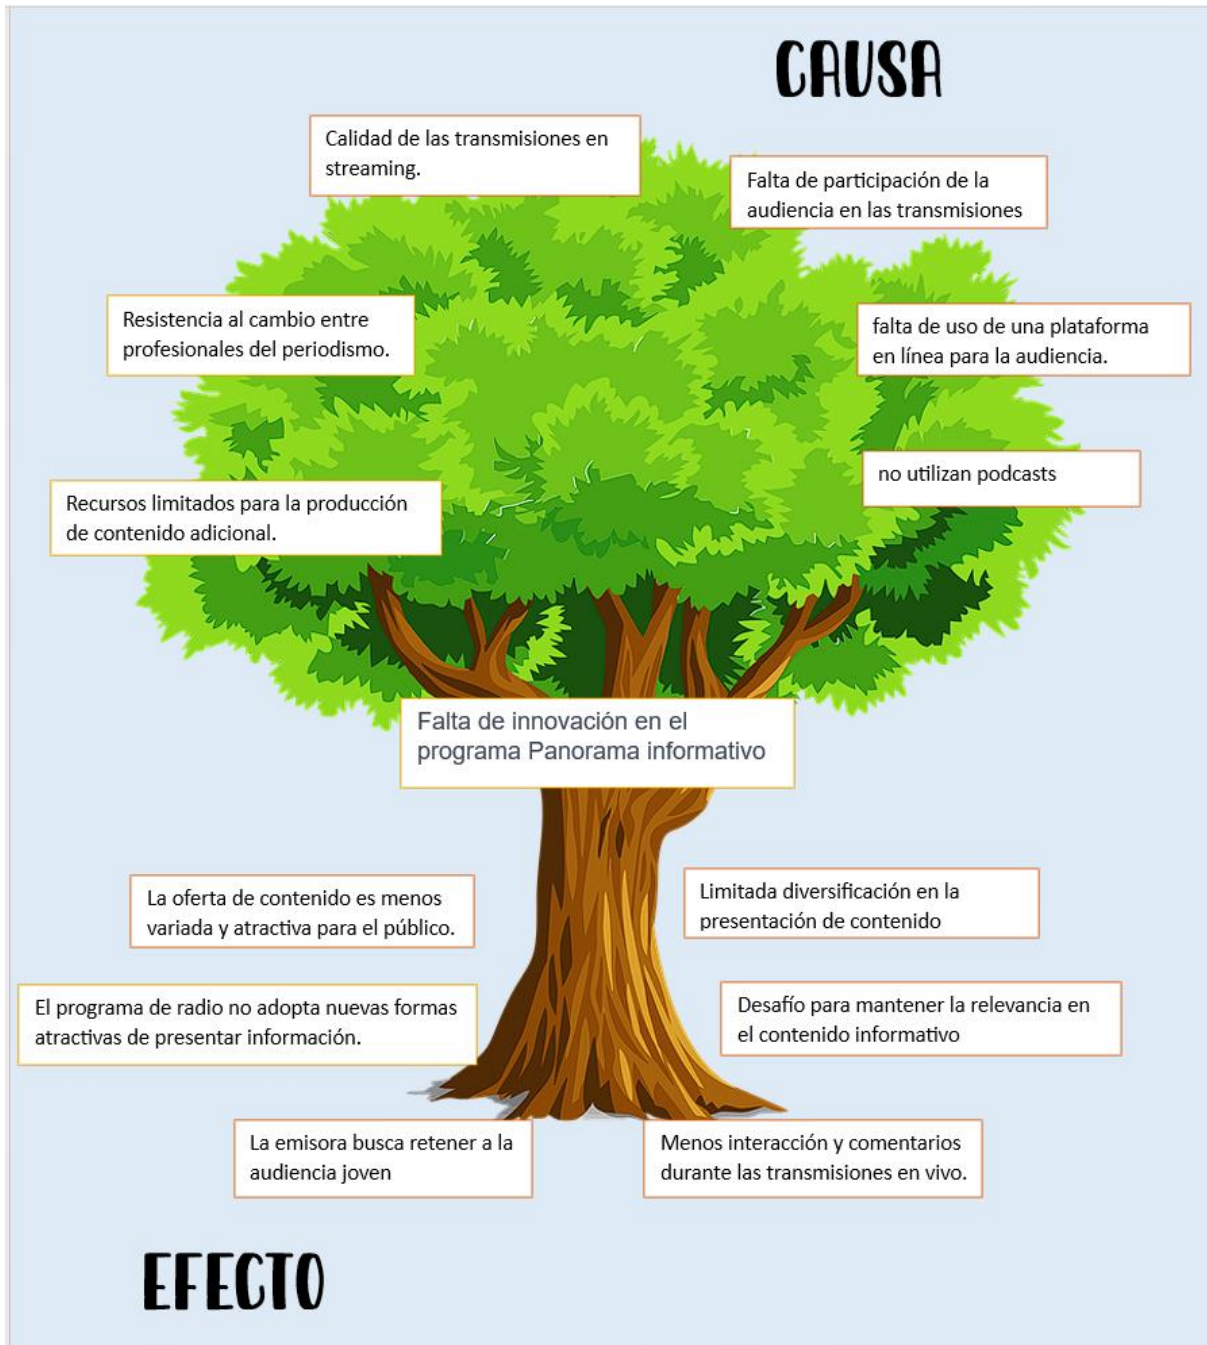 CAUSA
Calidad de las transmisiones en
streaming.
Falta de participación de la
audiencia en las transmisiones
Resistencia al cambio entre
profesionales del periodismo.
falta de uso de una plataforma
en línea para la audiencia.
no utilizan podcasts
Recursos limitados para la producción
de contenido adicional.
Falta de innovación en el
programa Panorama informativo
La oferta de contenido es menos
variada y atractiva para el público.
Limitada diversificación en la
presentación de contenido
El programa de radio no adopta nuevas formas
atractivas de presentar información.
Desafío para mantener la relevancia en
el contenido informativo
La emisora busca retener a la
audiencia joven
Menos interacción y comentarios
durante las transmisiones en vivo.
EFECTO